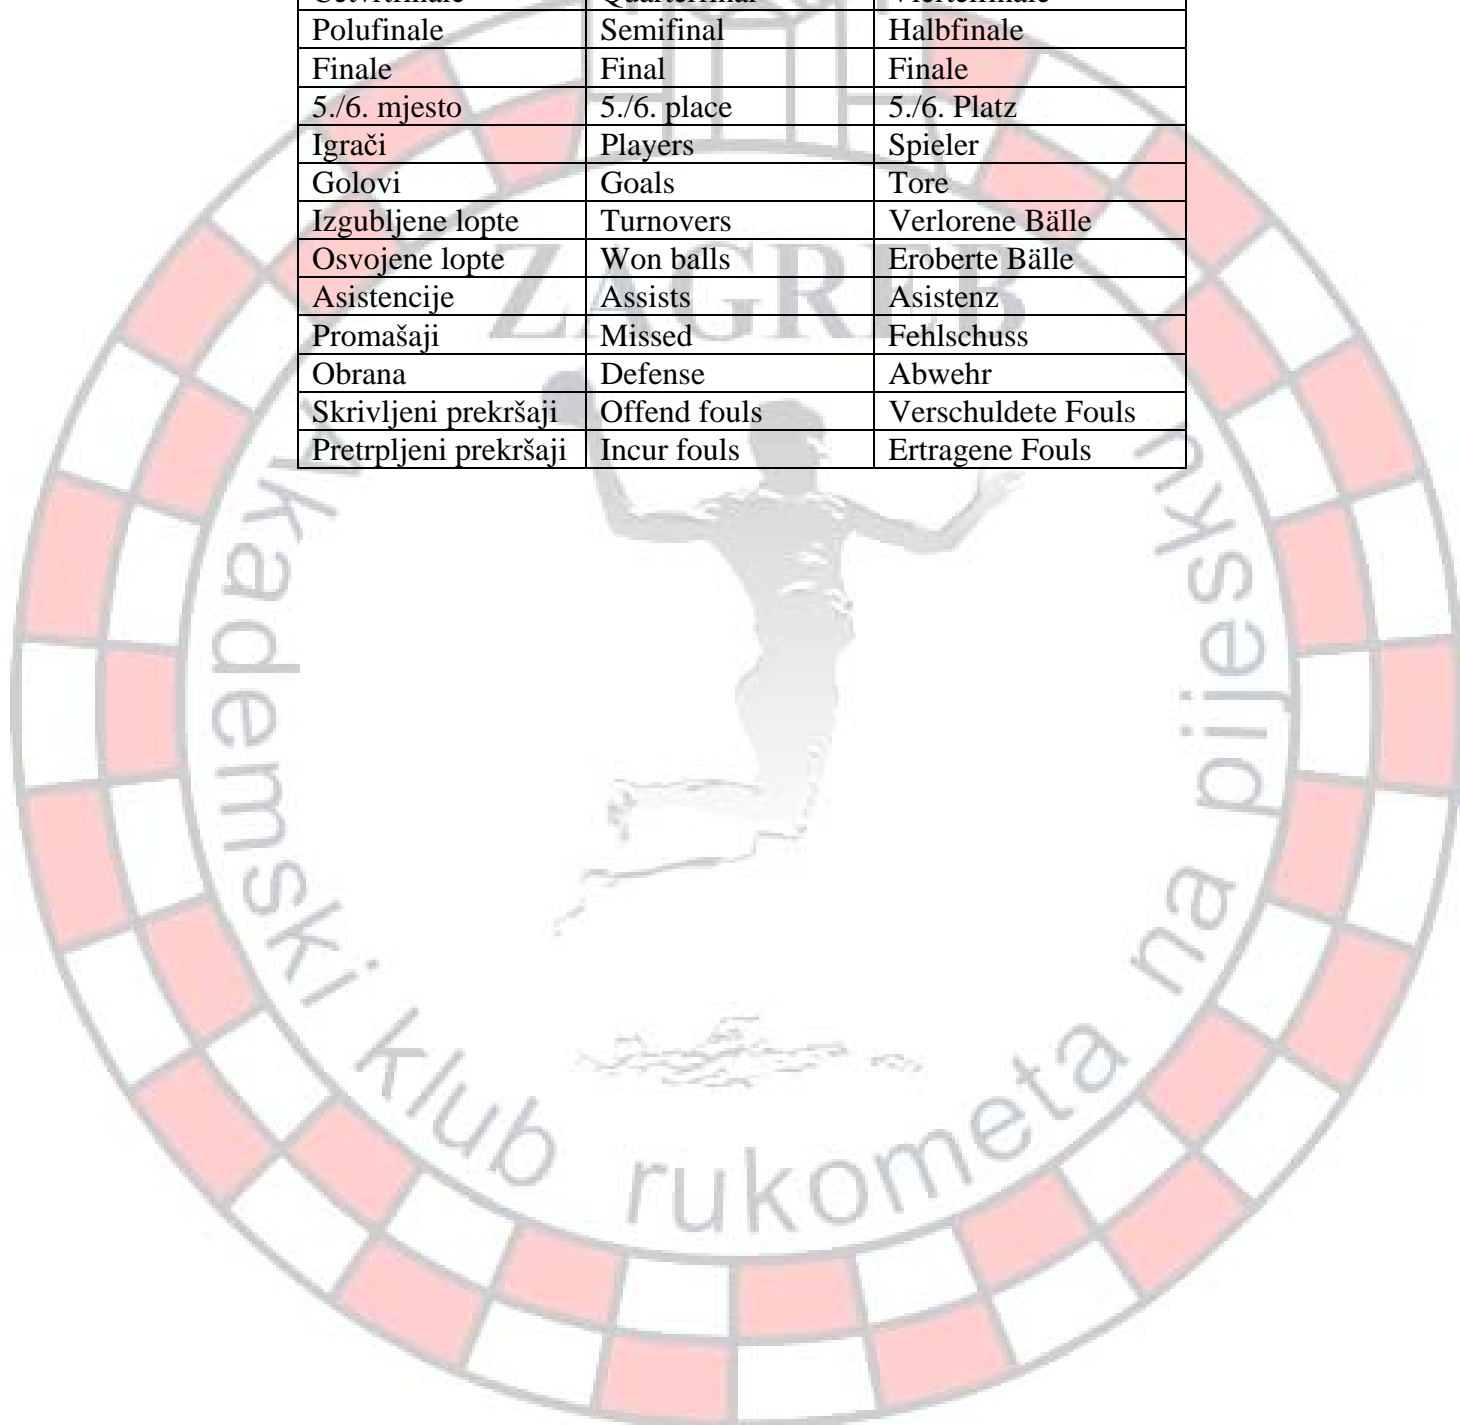 Četvrtfinale Quarterfinal Viertelfinale
Polufinale Semifinal Halbfinale
Finale Final Finale
5./6. mjesto 5./6. place 5./6. Platz
Igrači Players Spieler
Golovi Goals Tore
Izgubljene lopte Turnovers Verlorene Bälle
Osvojene lopte Won balls Eroberte Bälle
Asistencije Assists Asistenz
Promašaji Missed Fehlschuss
Obrana Defense Abwehr
Skrivljeni prekršaji Offend fouls Verschuldete Fouls
Pretrpljeni prekršaji Incur fouls Ertragene Fouls
ZAGREB
Akademski klub rukometa na pijesku